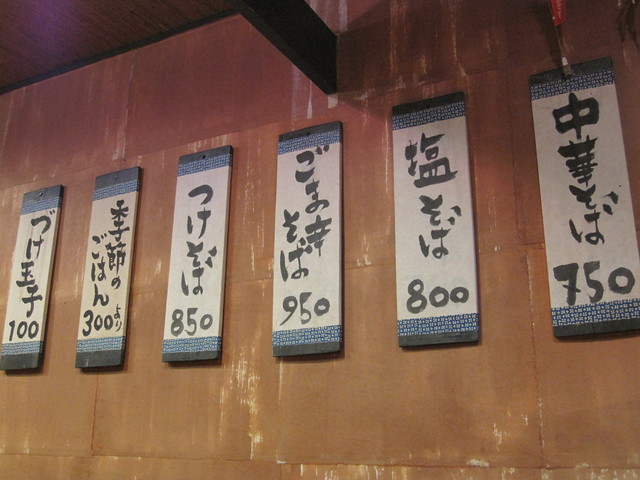 中華そば
750
塩そば
800
ごま辛
そば
950
つけそば
850
季節の
ごはん
300より
づけ玉子
100